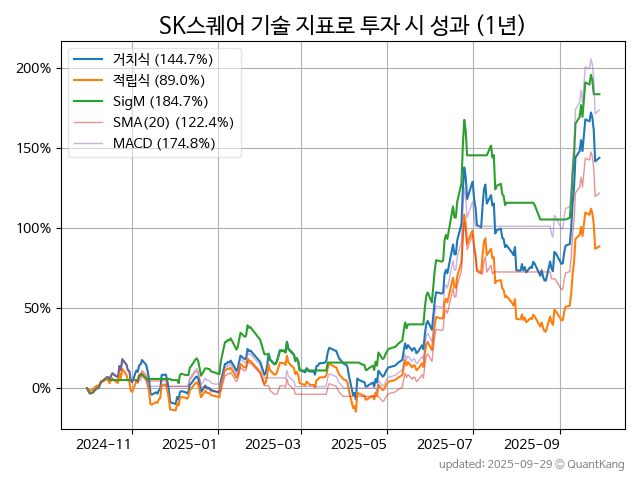 SK스퀘어 기술 지표로 투자 시 성과 (1년)
거치식 (144.7%)
적립식 (89.0%)
SigM (184.7%)
SMA(20) (122.4%)
MACD (174.8%)
200%
150%
100%
50%
0%
2024-11 2025-01 2025-03 2025-05 2025-07 2025-09
updated: 2025-09-29 © QuantKang